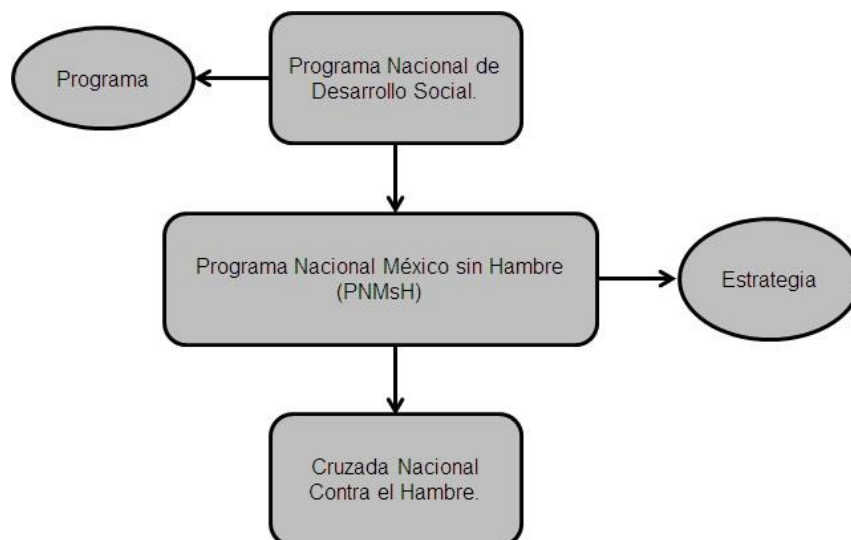 Programa
Programa Nacional de
Desarrollo Social.
Programa Nacional México sin Hambre
(PNMsH)
Estrategia
Cruzada Nacional
Contra el Hambre.